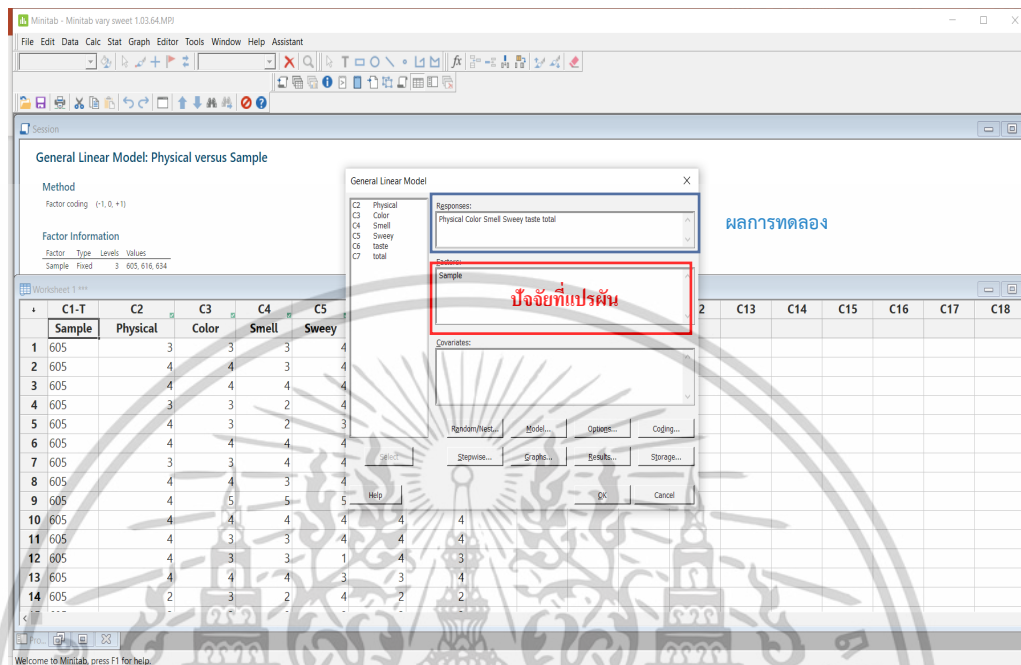 Minitab - Minitab vary sweet 1.03.64.MPJ
File Edit Data Calc Stat Graph Editor Tools Window Help Assistant
Session
General Linear Model: Physical versus Sample
Method
Factor coding (-1, 0, +1)
Factor Information
Factor Type Levels Values
Sample Fixed 3 605, 616, 634
General Linear Model X
C2 Physical
C3 Color
C4 Smell
C5 Sweey
C6 taste
C7 total
Responses:
Physical Color Smell Sweey taste total
ผลการทดลอง
Factors:
Sample
ปัจจัยที่แปรผัน
Covariates:
Random/Nest... Model... Options... Coding...
Select Stepwise... Graphs... Results... Storage...
Help OK Cancel
Worksheet 1 ***
C1-T C2 C3 C4 C5 2 C13 C14 C15 C16 C17 C18
Sample Physical Color Smell Sweey
1 605 3 3 3 4
2 605 4 4 3 4
3 605 4 4 4 4
4 605 3 3 2 4
5 605 4 3 2 3
6 605 4 4 4 4
7 605 3 3 4 4
8 605 4 4 3 4
9 605 4 5 5 5
10 605 4 4 4 4 4 4
11 605 4 3 3 4 4 4
12 605 4 3 3 1 4 3
13 605 4 4 4 3 3 4
14 605 2 3 2 4 2 2
Pro...
Welcome to Minitab, press F1 for help.